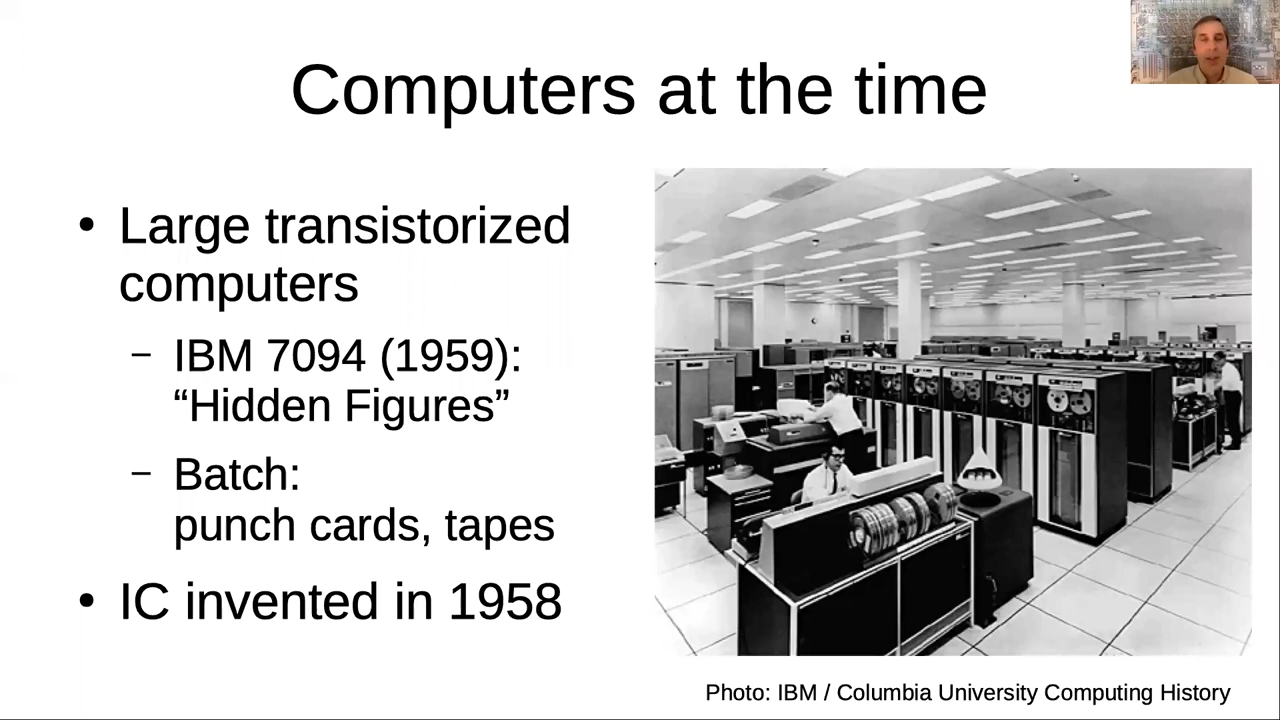 Computers at the time
• Large transistorized
computers
– IBM 7094 (1959):
“Hidden Figures”
– Batch:
punch cards, tapes
• IC invented in 1958
Photo: IBM / Columbia University Computing History